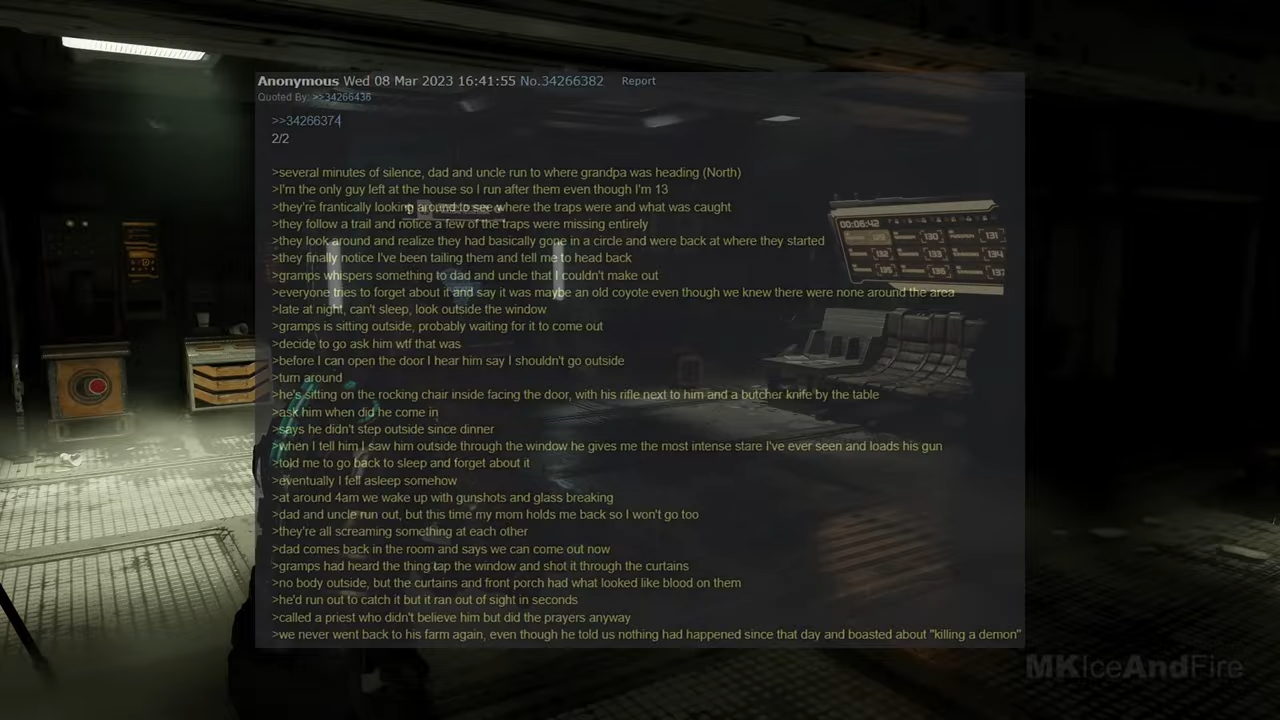 Anonymous Wed 08 Mar 2023 16:41:55 No.34266382 Report
Quoted By: >>34266436
>>34266374
2/2
>several minutes of silence, dad and uncle run to where grandpa was heading (North)
>I'm the only guy left at the house so I run after them even though I'm 13
>they're frantically looking around to see where the traps were and what was caught
>they follow a trail and notice a few of the traps were missing entirely
>they look around and realize they had basically gone in a circle and were back at where they started
>they finally notice I've been tailing them and tell me to head back
>gramps whispers something to dad and uncle that I couldn't make out
>everyone tries to forget about it and say it was maybe an old coyote even though we knew there were none around the area
>late at night, can't sleep, look outside the window
>gramps is sitting outside, probably waiting for it to come out
>decide to go ask him wtf that was
>before I can open the door I hear him say I shouldn't go outside
>turn around
>he's sitting on the rocking chair inside facing the door, with his rifle next to him and a butcher knife by the table
>ask him when did he come in
>says he didn't step outside since dinner
>when I tell him I saw him outside through the window he gives me the most intense stare I've ever seen and loads his gun
>told me to go back to sleep and forget about it
>eventually I fell asleep somehow
>at around 4am we wake up with gunshots and glass breaking
>dad and uncle run out, but this time my mom holds me back so I won't go too
>they're all screaming something at each other
>dad comes back in the room and says we can come out now
>gramps had heard the thing tap the window and shot it through the curtains
>no body outside, but the curtains and front porch had what looked like blood on them
>he'd run out to catch it but it ran out of sight in seconds
>called a priest who didn't believe him but did the prayers anyway
>we never went back to his farm again, even though he told us nothing had happened since that day and boasted about "killing a demon"
00:05:42
129 130 131
132 133 134
135 136 137
MKIceAndFire